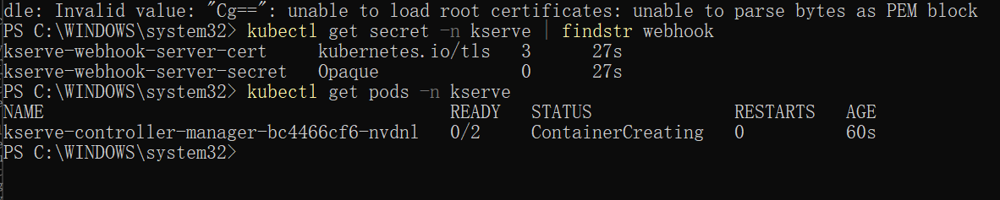 dle: Invalid value: "Cg==": unable to load root certificates: unable to parse bytes as PEM block
PS C:\WINDOWS\system32> kubectl get secret -n kserve | findstr webhook
kserve-webhook-server-cert     kubernetes.io/tls   3      27s
kserve-webhook-server-secret   Opaque              0      27s
PS C:\WINDOWS\system32> kubectl get pods -n kserve
NAME                                        READY   STATUS              RESTARTS   AGE
kserve-controller-manager-bc4466cf6-nvdnl   0/2     ContainerCreating   0          60s
PS C:\WINDOWS\system32>